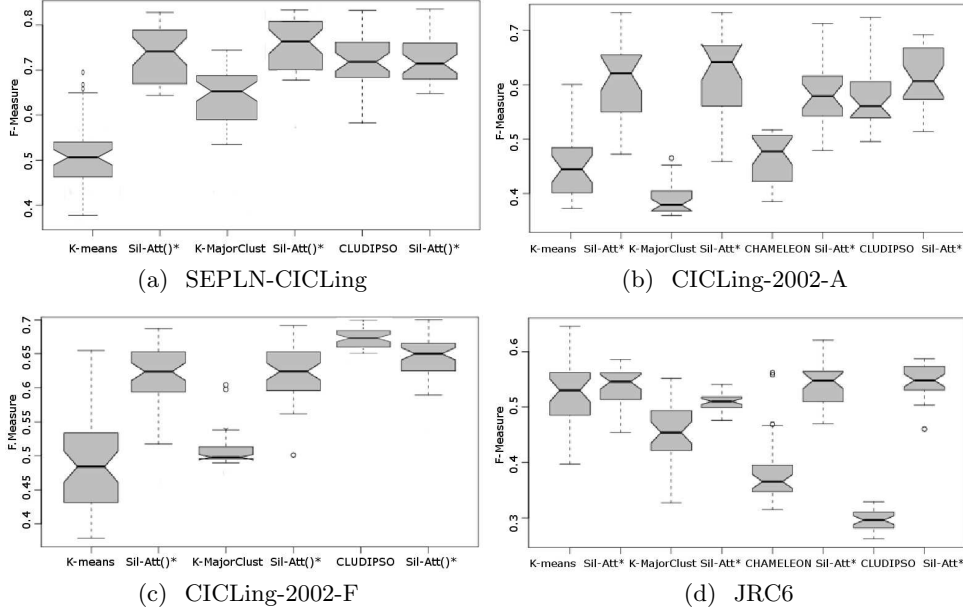 F-Measure
0.8
0.7
0.6
0.5
0.4
K-means Sil-Att()* K-MajorClust Sil-Att()* CLUDIPSO Sil-Att()*
(a) SEPLN-CICLing
F-Measure
0.7
0.6
0.5
0.4
K-means Sil-Att* K-MajorClust Sil-Att* CHAMELEON Sil-Att* CLUDIPSO Sil-Att*
(b) CICLing-2002-A
F.Measure
0.7
0.65
0.6
0.55
0.5
0.45
0.4
K-means Sil-Att()* K-MajorClust Sil-Att()* CLUDIPSO Sil-Att()*
(c) CICLing-2002-F
F-Measure
0.6
0.5
0.4
0.3
K-means Sil-Att* K-MajorClust Sil-Att* CHAMELEON Sil-Att* CLUDIPSO Sil-Att*
(d) JRC6